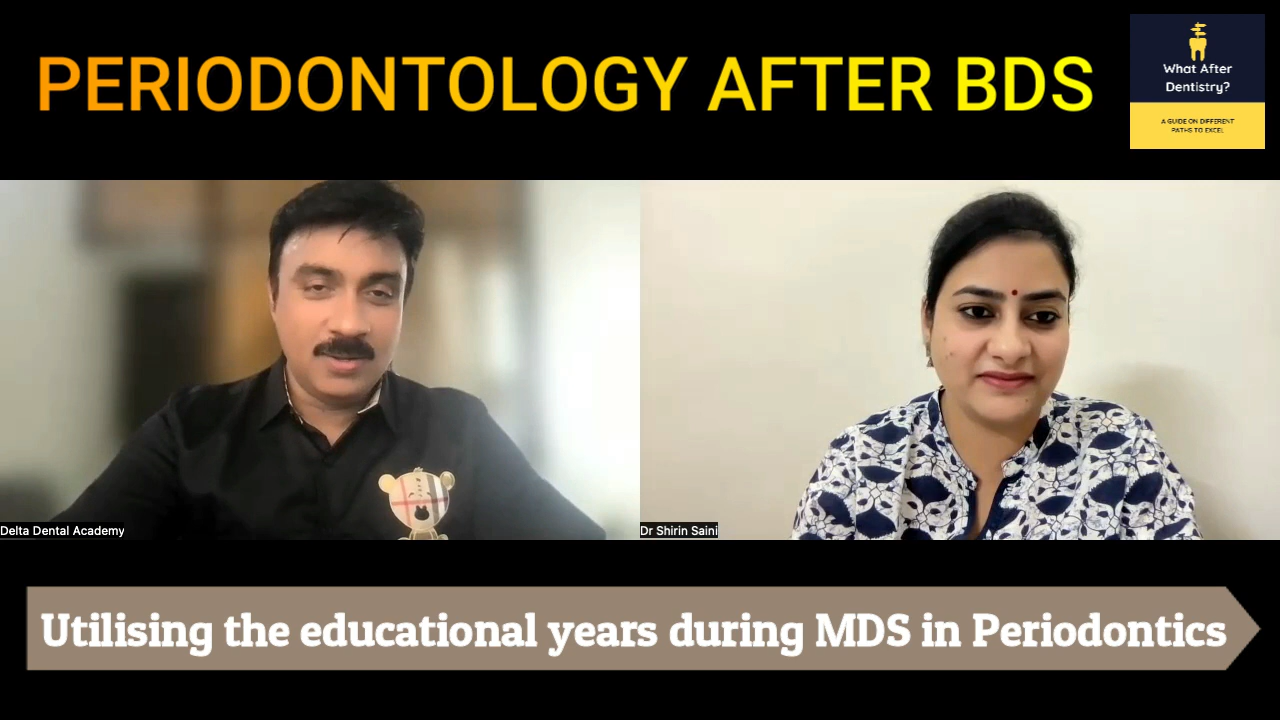 PERIODONTOLOGY AFTER BDS
What After
Dentistry?
A GUIDE ON DIFFERENT
PATHS TO EXCEL
Delta Dental Academy
Dr Shirin Saini
Utilising the educational years during MDS in Periodontics